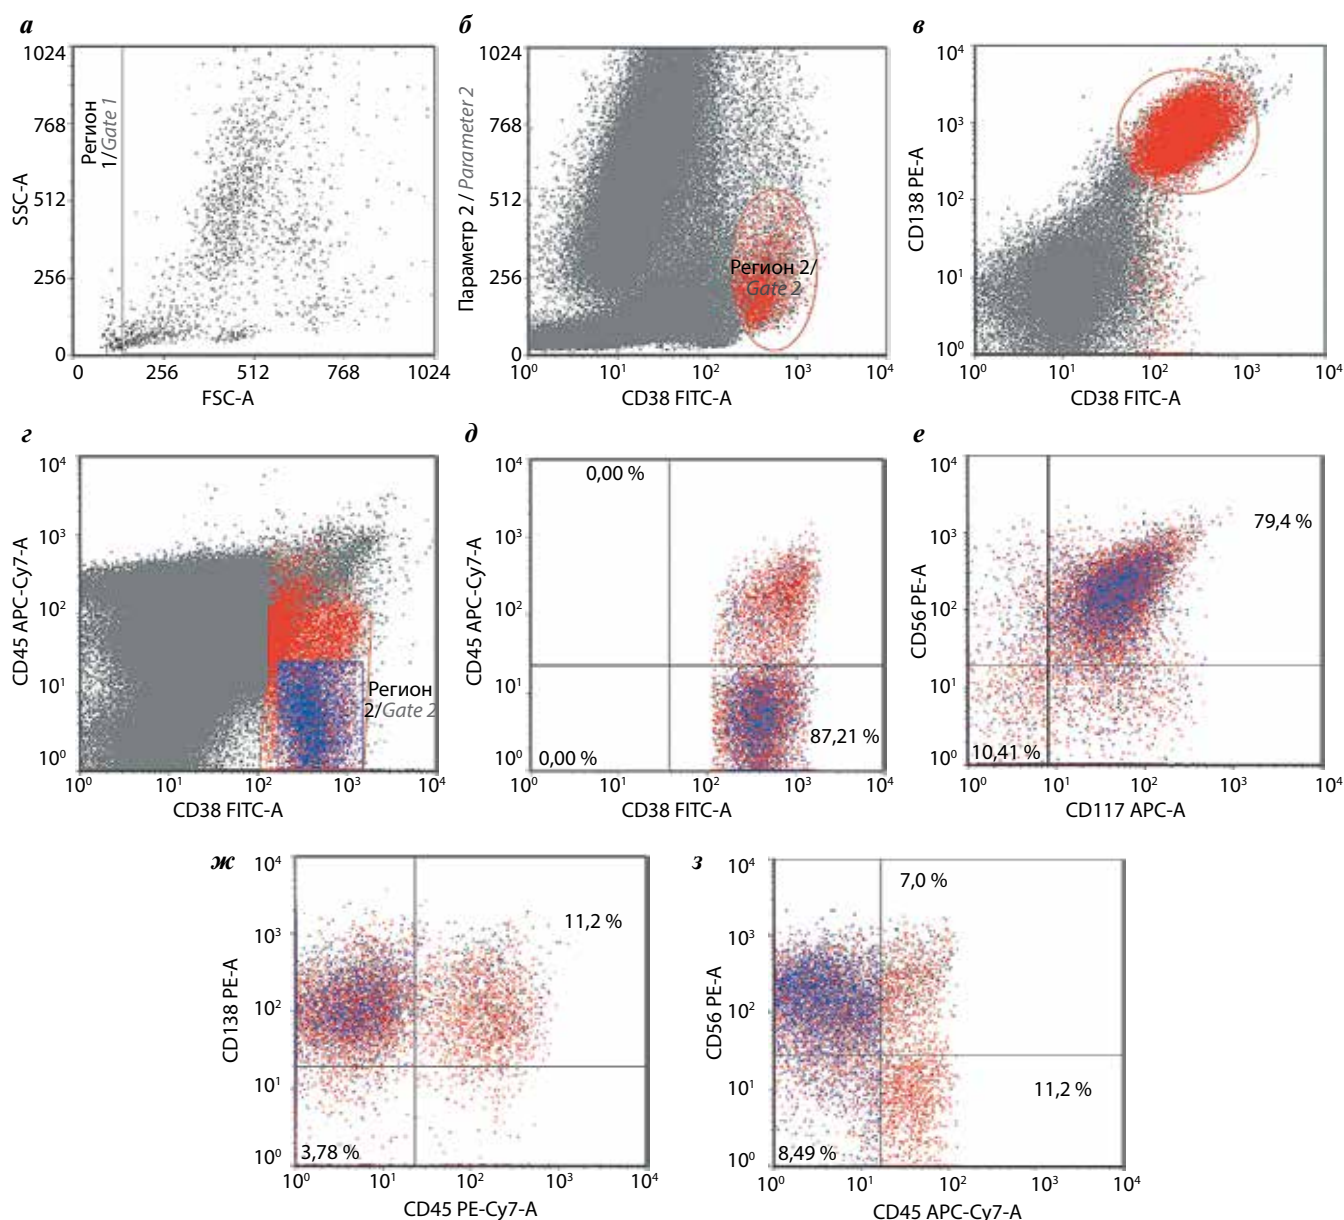 а
SSC-A
1024
768
512
256
0
Регион
1/Gate 1
0 256 512 768 1024
FSC-A
б
Параметр 2 / Parameter 2
1024
768
512
256
0
Регион 2/
Gate 2
10⁰ 10¹ 10² 10³ 10⁴
CD38 FITC-A
в
CD138 PE-A
10⁴
10³
10²
10¹
10⁰
10⁰ 10¹ 10² 10³ 10⁴
CD38 FITC-A
г
CD45 APC-Cy7-A
10⁴
10³
10²
10¹
10⁰
Регион
2/Gate 2
10⁰ 10¹ 10² 10³ 10⁴
CD38 FITC-A
д
CD45 APC-Cy7-A
10⁴
10³
10²
10¹
10⁰
0,00 %
87,21 %
0,00 %
10⁰ 10¹ 10² 10³ 10⁴
CD38 FITC-A
е
CD56 PE-A
10⁴
10³
10²
10¹
10⁰
79,4 %
10,41 %
10⁰ 10¹ 10² 10³ 10⁴
CD117 APC-A
ж
CD138 PE-A
10⁴
10³
10²
10¹
10⁰
11,2 %
3,78 %
10⁰ 10¹ 10² 10³ 10⁴
CD45 PE-Cy7-A
з
CD56 PE-A
10⁴
10³
10²
10¹
10⁰
7,0 %
11,2 %
8,49 %
10⁰ 10¹ 10² 10³ 10⁴
CD45 APC-Cy7-A